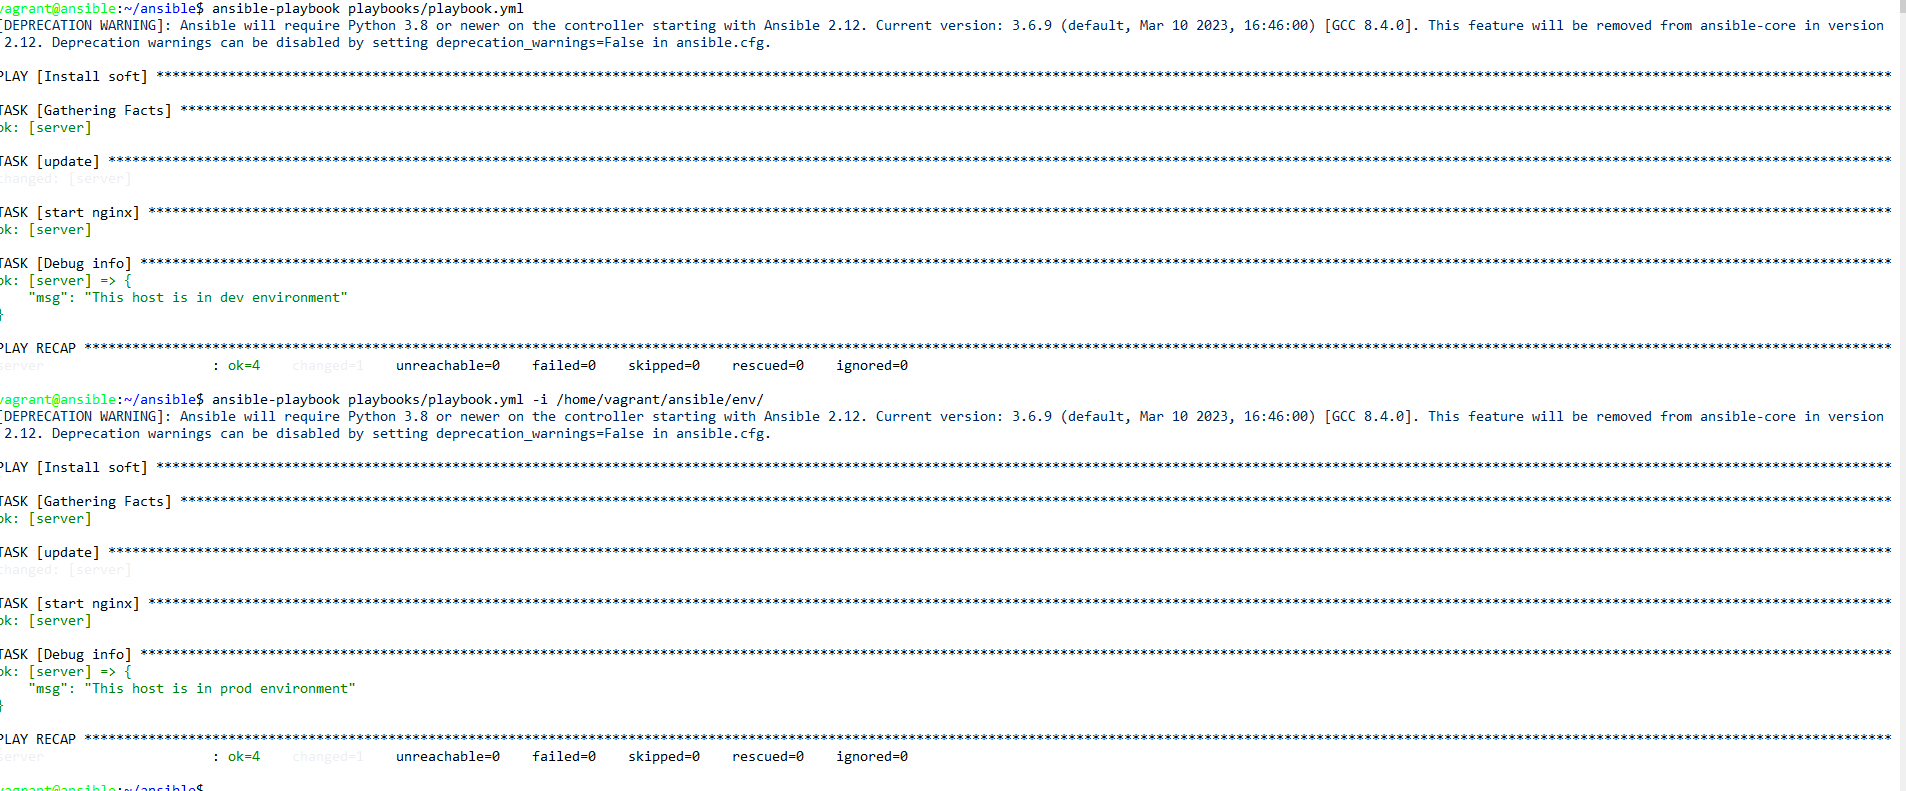 vagrant@ansible:~/ansible$ ansible-playbook playbooks/playbook.yml
[DEPRECATION WARNING]: Ansible will require Python 3.8 or newer on the controller starting with Ansible 2.12. Current version: 3.6.9 (default, Mar 10 2023, 16:46:00) [GCC 8.4.0]. This feature will be removed from ansible-core in version
2.12. Deprecation warnings can be disabled by setting deprecation_warnings=False in ansible.cfg.
PLAY [Install soft] ****************************************************************************************************
TASK [Gathering Facts] ****************************************************************************************************
ok: [server]
TASK [update] ****************************************************************************************************
changed: [server]
TASK [start nginx] ****************************************************************************************************
ok: [server]
TASK [Debug info] ****************************************************************************************************
ok: [server] => {
"msg": "This host is in dev environment"
}
PLAY RECAP ****************************************************************************************************
server : ok=4 changed=1 unreachable=0 failed=0 skipped=0 rescued=0 ignored=0
vagrant@ansible:~/ansible$ ansible-playbook playbooks/playbook.yml -i /home/vagrant/ansible/env/
[DEPRECATION WARNING]: Ansible will require Python 3.8 or newer on the controller starting with Ansible 2.12. Current version: 3.6.9 (default, Mar 10 2023, 16:46:00) [GCC 8.4.0]. This feature will be removed from ansible-core in version
2.12. Deprecation warnings can be disabled by setting deprecation_warnings=False in ansible.cfg.
PLAY [Install soft] ****************************************************************************************************
TASK [Gathering Facts] ****************************************************************************************************
ok: [server]
TASK [update] ****************************************************************************************************
changed: [server]
TASK [start nginx] ****************************************************************************************************
ok: [server]
TASK [Debug info] ****************************************************************************************************
ok: [server] => {
"msg": "This host is in prod environment"
}
PLAY RECAP ****************************************************************************************************
server : ok=4 changed=1 unreachable=0 failed=0 skipped=0 rescued=0 ignored=0
vagrant@ansible:~/ansible$